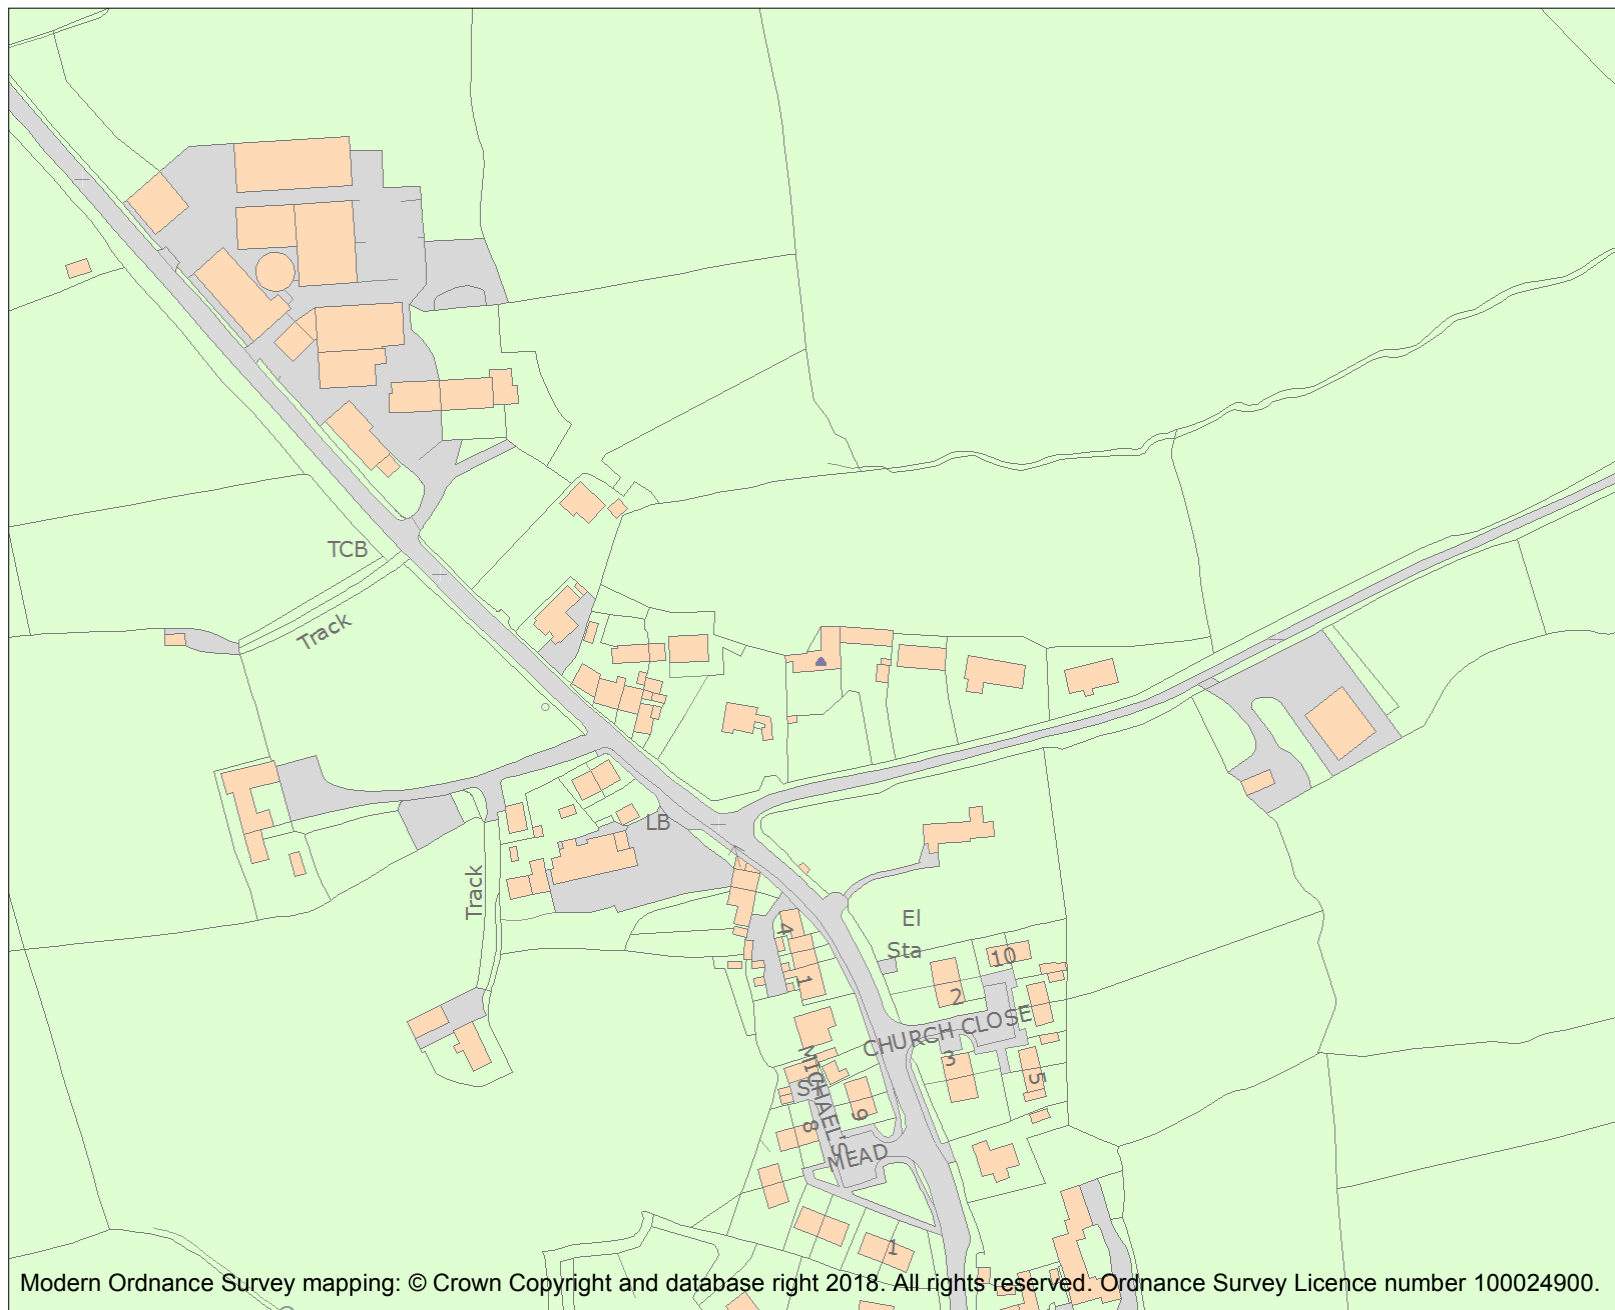 TCB
Track
LB
Track
El
Sta
4
1
10
2
CHURCH CLOSE
3
5
ST
MICHAEL'S
MEAD
9
8
1
Modern Ordnance Survey mapping: © Crown Copyright and database right 2018. All rights reserved. Ordnance Survey Licence number 100024900.